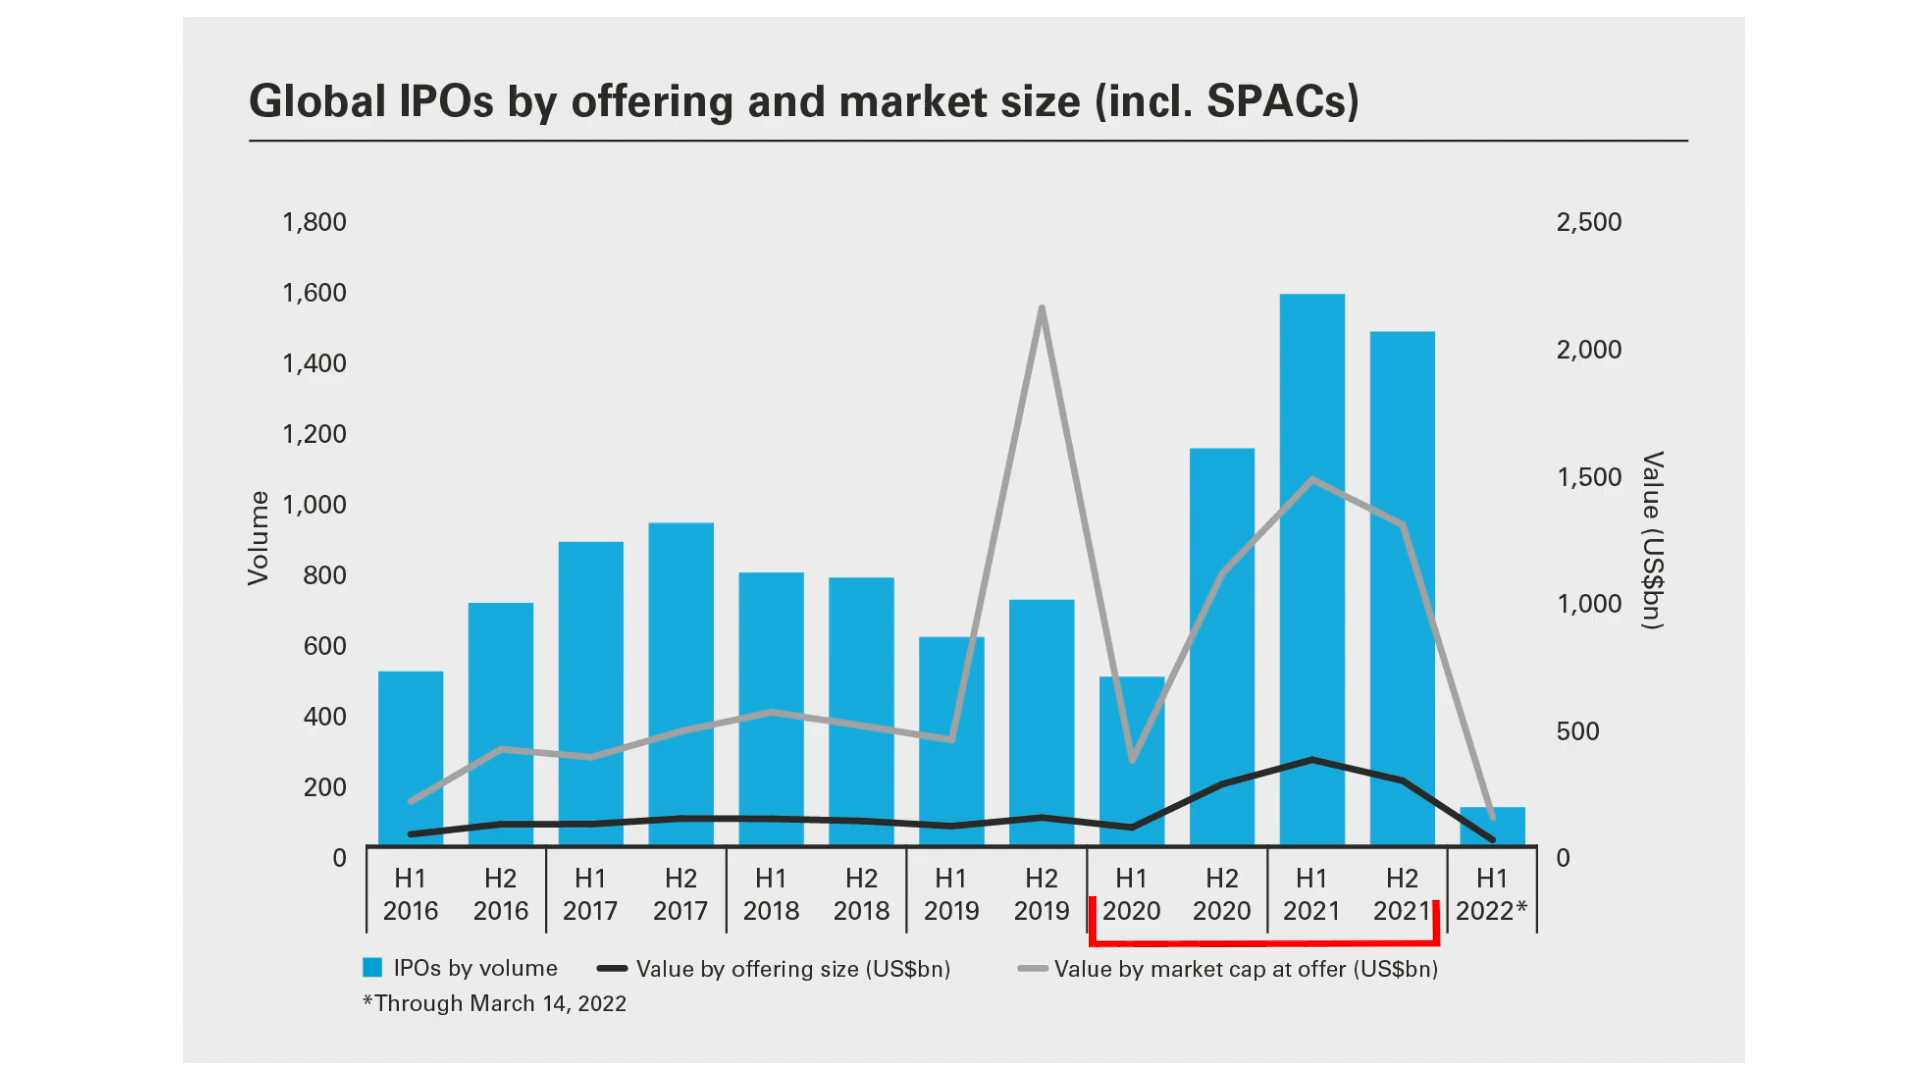 Global IPOs by offering and market size (incl. SPACs)
1,800
1,600
1,400
1,200
1,000
800
600
400
200
0
Volume
2,500
2,000
1,500
1,000
500
0
Value (US$bn)
H1 H2 H1 H2 H1 H2 H1 H2 H1 H2 H1 H2 H1
2016 2016 2017 2017 2018 2018 2019 2019 2020 2020 2021 2021 2022*
IPOs by volume Value by offering size (US$bn) Value by market cap at offer (US$bn)
*Through March 14, 2022